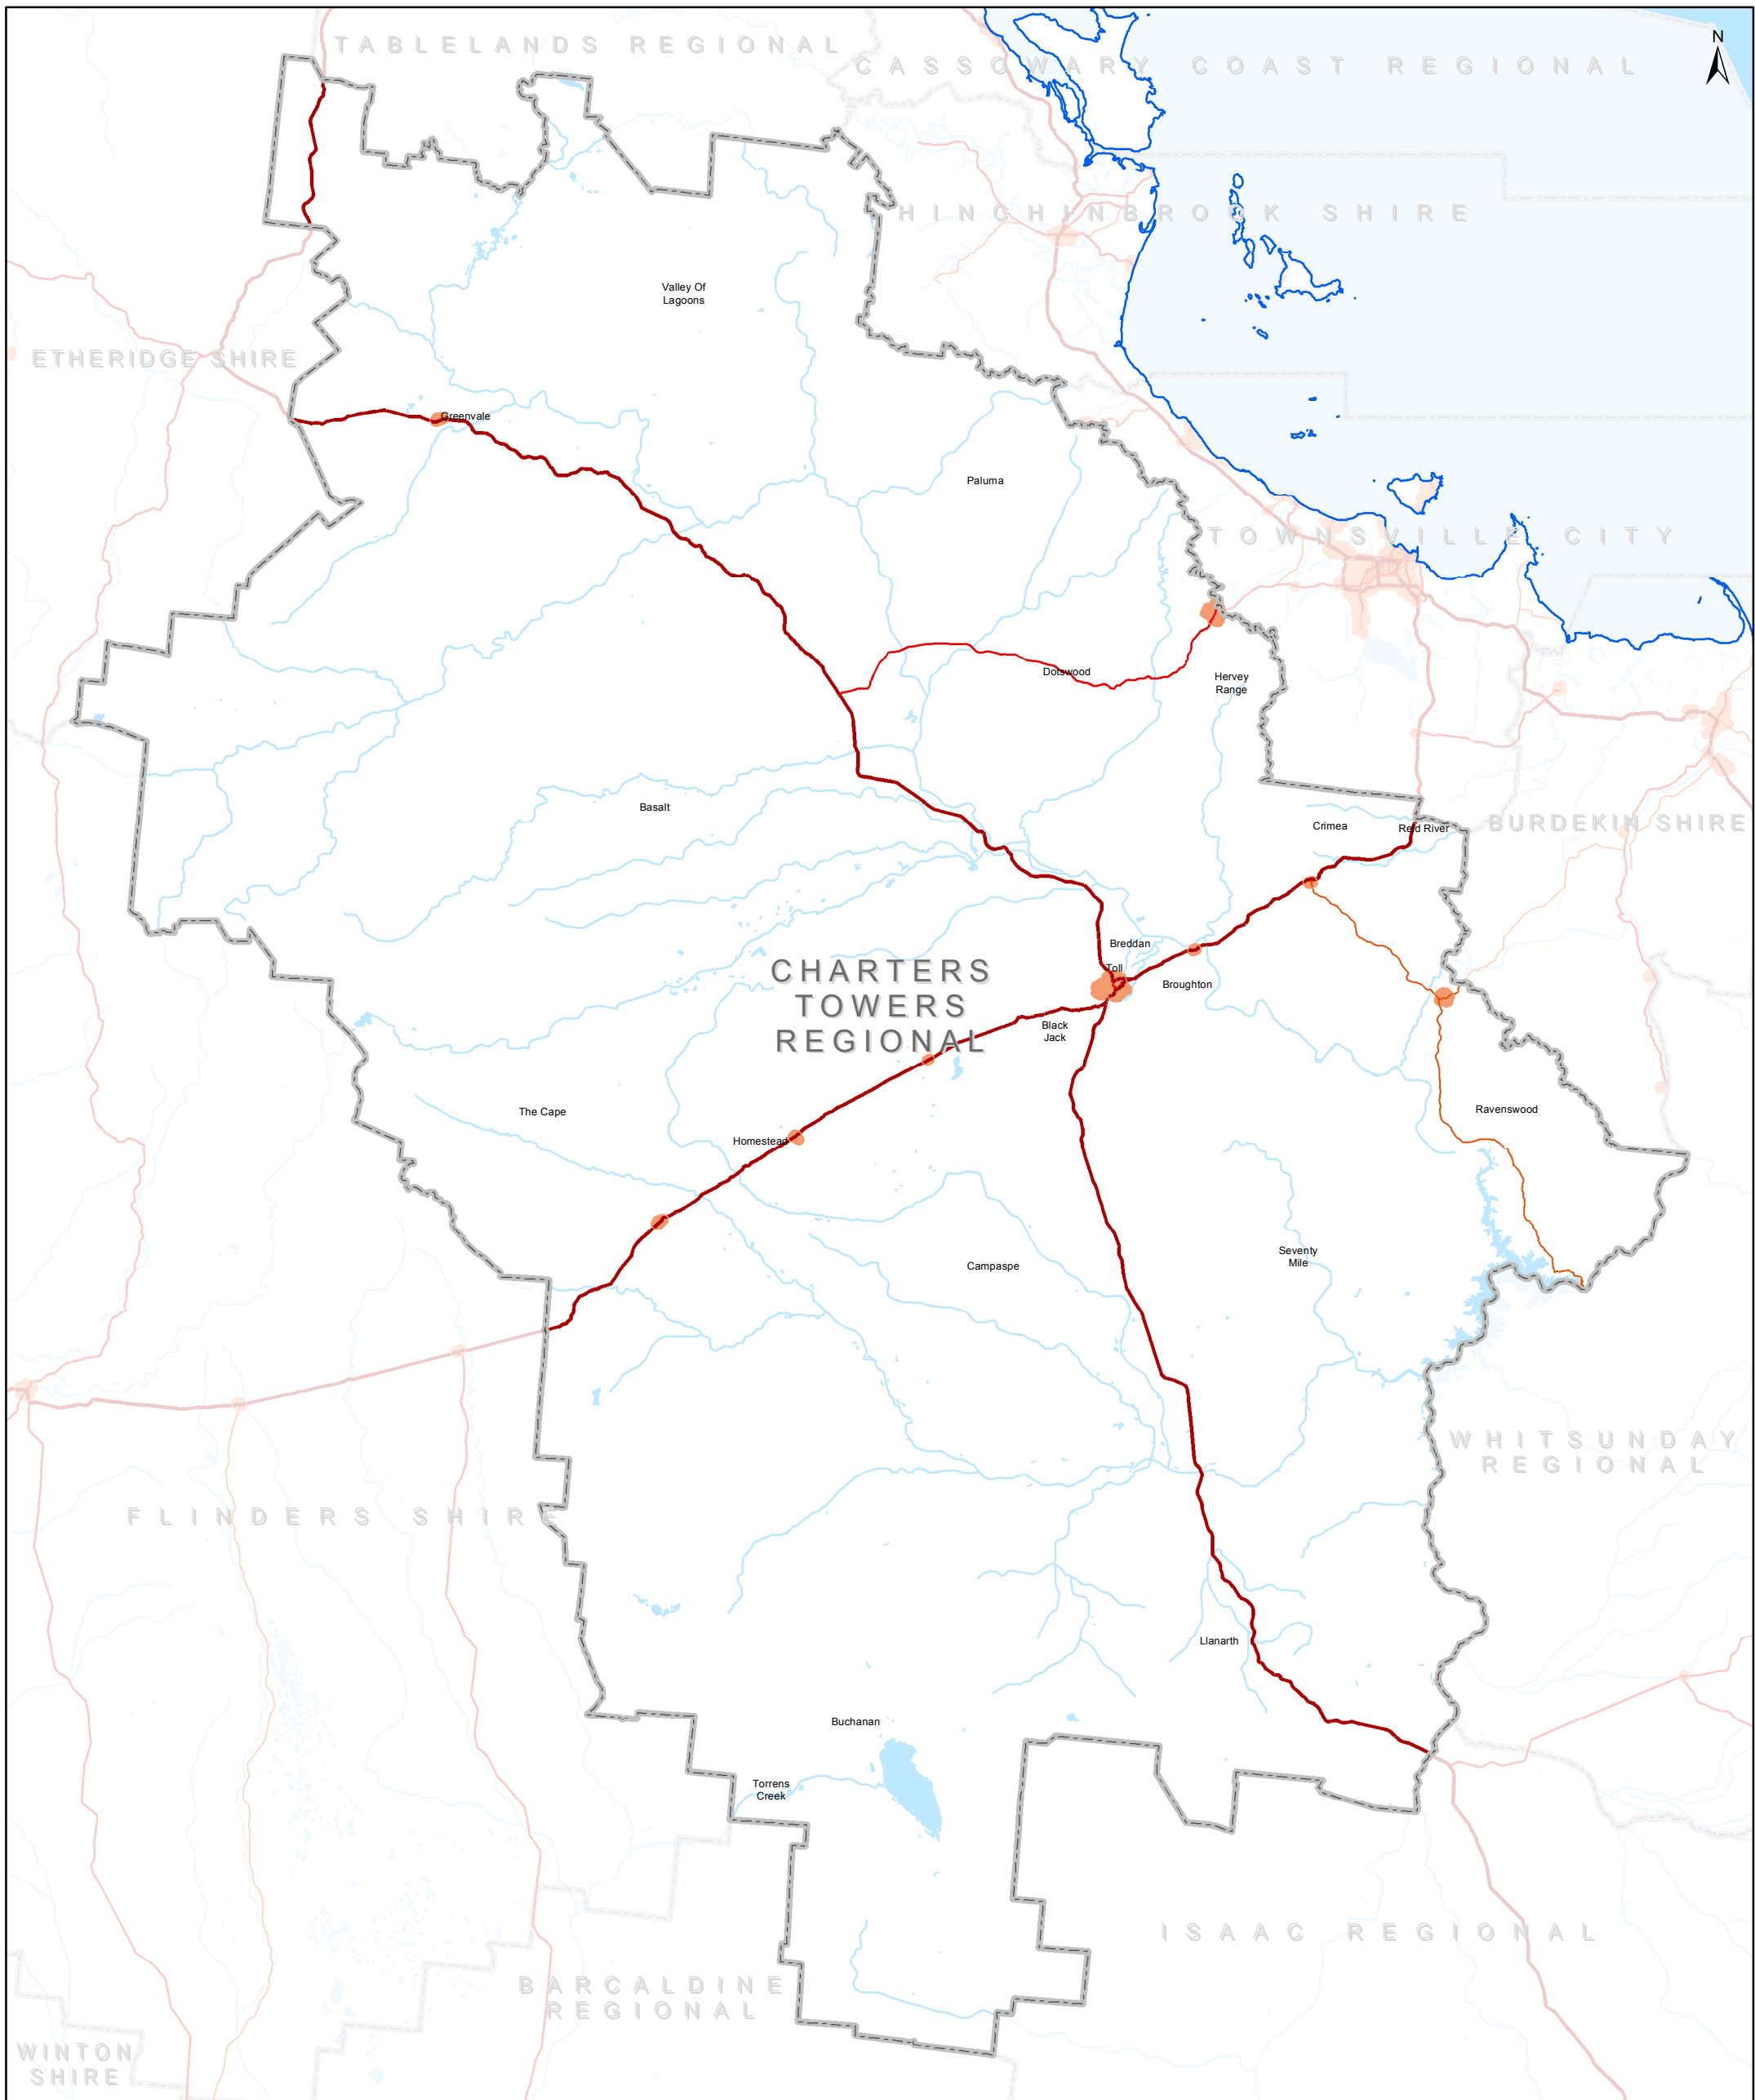 N
TABLELANDS REGIONAL
CASSOWARY COAST REGIONAL
HINCHINBROOK SHIRE
Valley Of
Lagoons
ETHERIDGE SHIRE
Greenvale
Paluma
TOWNSVILLE CITY
Dotswood
Hervey
Range
Basalt
Crimea
Reid River
BURDEKIN SHIRE
Breddan
Toll
Broughton
CHARTERS
TOWERS
REGIONAL
Black
Jack
The Cape
Homestead
Ravenswood
Campaspe
Seventy
Mile
WHITSUNDAY
REGIONAL
FLINDERS SHIRE
Llanarth
Buchanan
Torrens
Creek
ISAAC REGIONAL
BARCALDINE
REGIONAL
WINTON
SHIRE